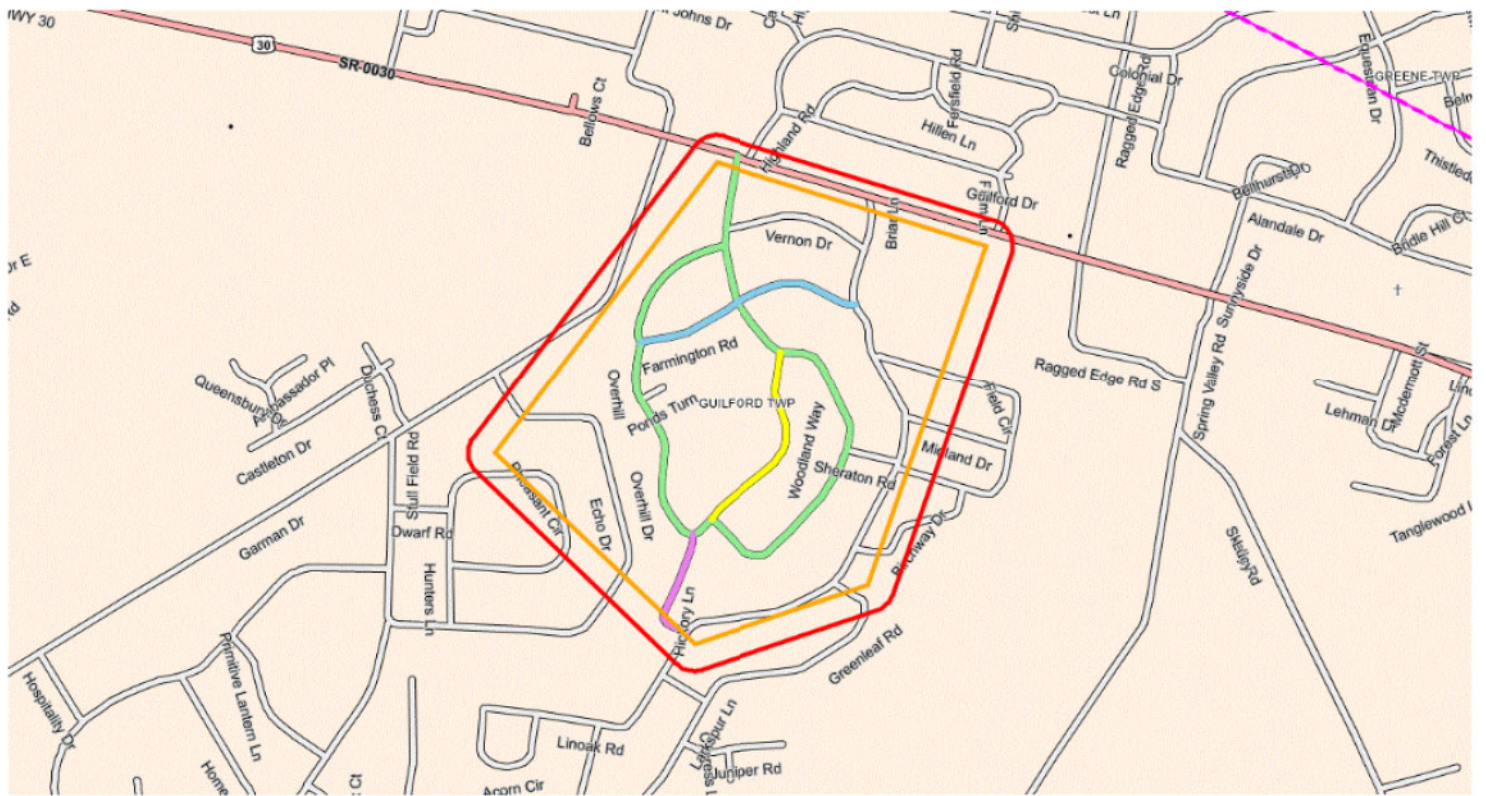 HWY 30
30
SR-0030
Johns Dr
Bellows Ct
Highland Rd
Fersfield Rd
Hillen Ln
Colonial Dr
Ragged Edge Rd
Equestrian Dr
GREENE TWP
Bellhurst Dr
Alandale Dr
Bridle Hill Ct
Guilford Dr
Briar Ln
Vernon Dr
Sunnyside Dr
Farmington Rd
Overhill
Ponds Turn
GUILFORD TWP
Ragged Edge Rd S
Field Cir
Spring Valley Rd
Mcdermott St
Lehman Dr
Forest Ln
Queensbury Dr
Ambassador Pl
Duchess Ct
Castleton Dr
Stull Field Rd
Woodland Way
Midland Dr
Sheraton Rd
Pleasant Cir
Echo Dr
Overhill Dr
Garman Dr
Dwarf Rd
Birchway Dr
Tanglewood
Hunters Ln
Hickory Ln
Greenleaf Rd
Primitive Lantern Ln
Hospitality Dr
Linoak Rd
Larkspur Ln
Juniper Rd
Acorn Cir
Ct